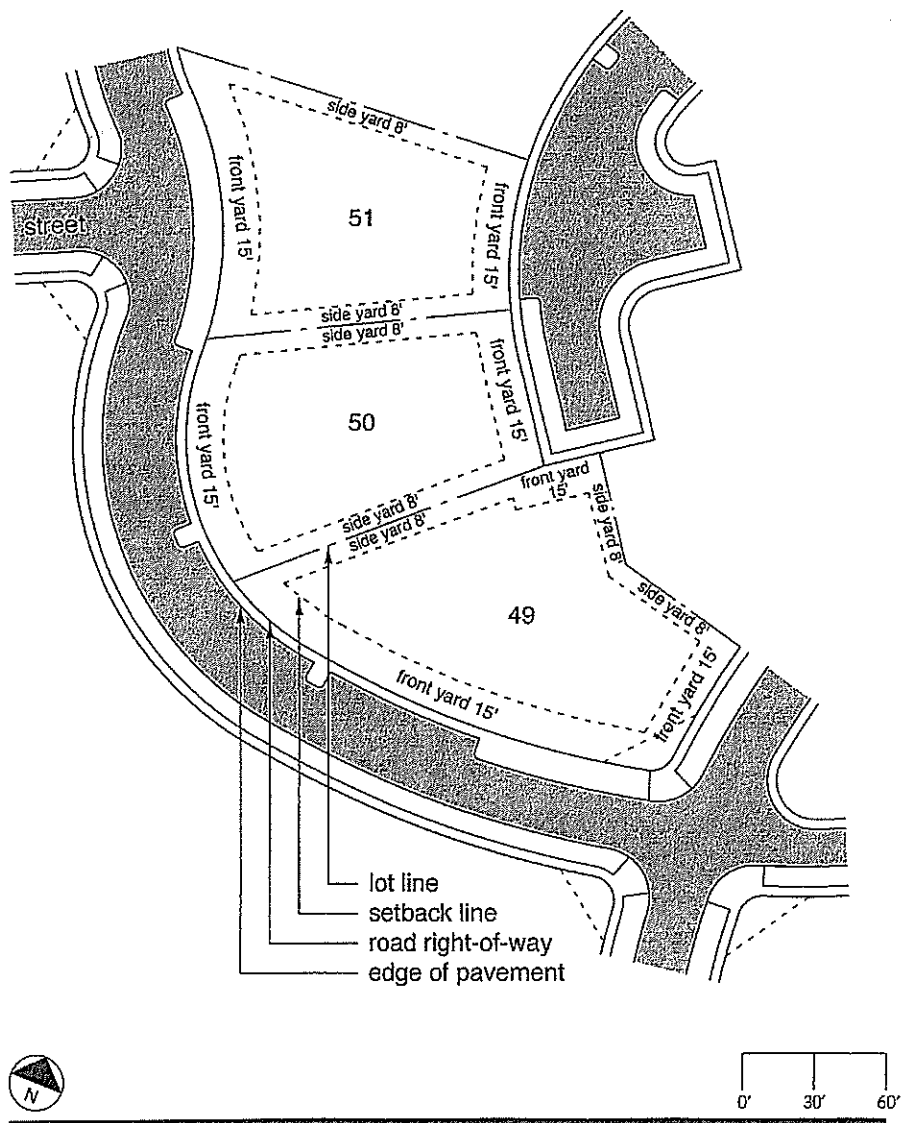 side yard 8'
front yard 15'
51
front yard 15'
street
side yard 8'
side yard 8'
front yard 15'
50
front yard 15'
front yard
15'
side yard 8'
side yard 8'
side yard 8'
49
side yard 8'
front yard 15'
front yard 15'
lot line
setback line
road right-of-way
edge of pavement
N
0' 30' 60'